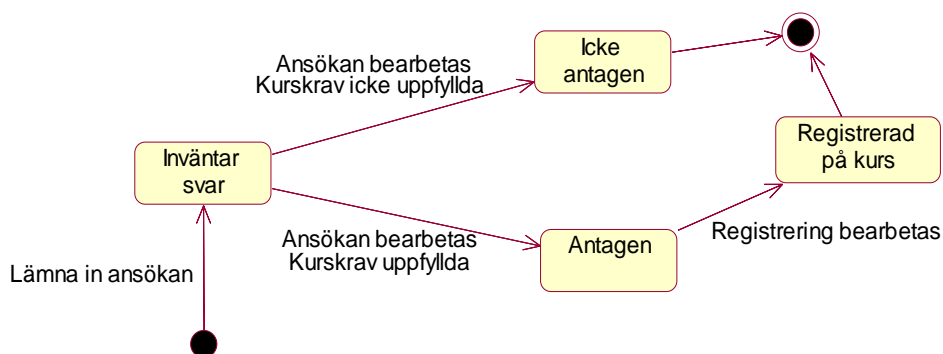 Icke
antagen
Ansökan bearbetas
Kurskrav icke uppfyllda
Registrerad
på kurs
Inväntar
svar
Ansökan bearbetas
Kurskrav uppfyllda
Antagen
Registrering bearbetas
Lämna in ansökan